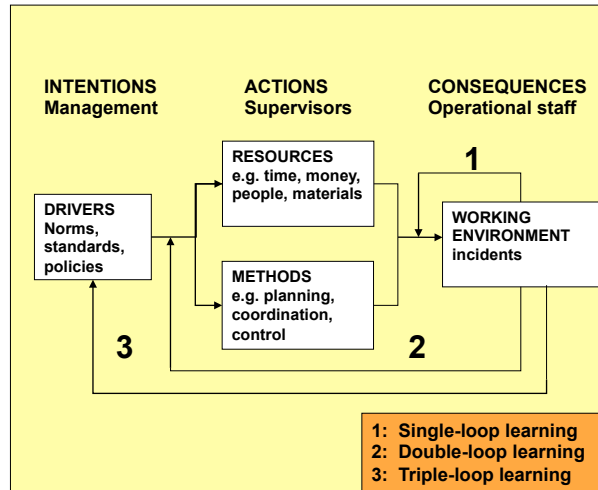 INTENTIONS
Management
ACTIONS
Supervisors
CONSEQUENCES
Operational staff
1
RESOURCES
e.g. time, money,
people, materials
DRIVERS
Norms,
standards,
policies
WORKING
ENVIRONMENT
incidents
METHODS
e.g. planning,
coordination,
control
3
2
1: Single-loop learning
2: Double-loop learning
3: Triple-loop learning